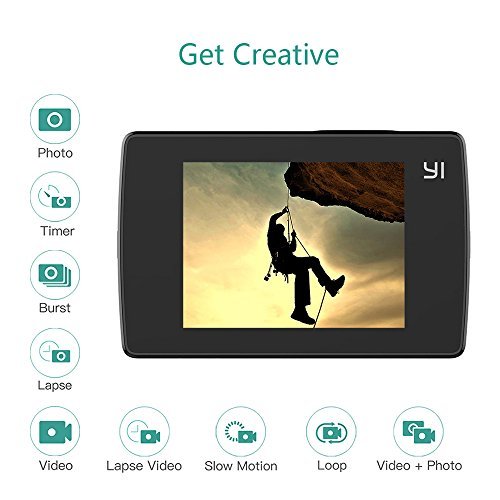 Get Creative
YI
Photo
Timer
Burst
Lapse
Video
Lapse Video
Slow Motion
Loop
Video + Photo